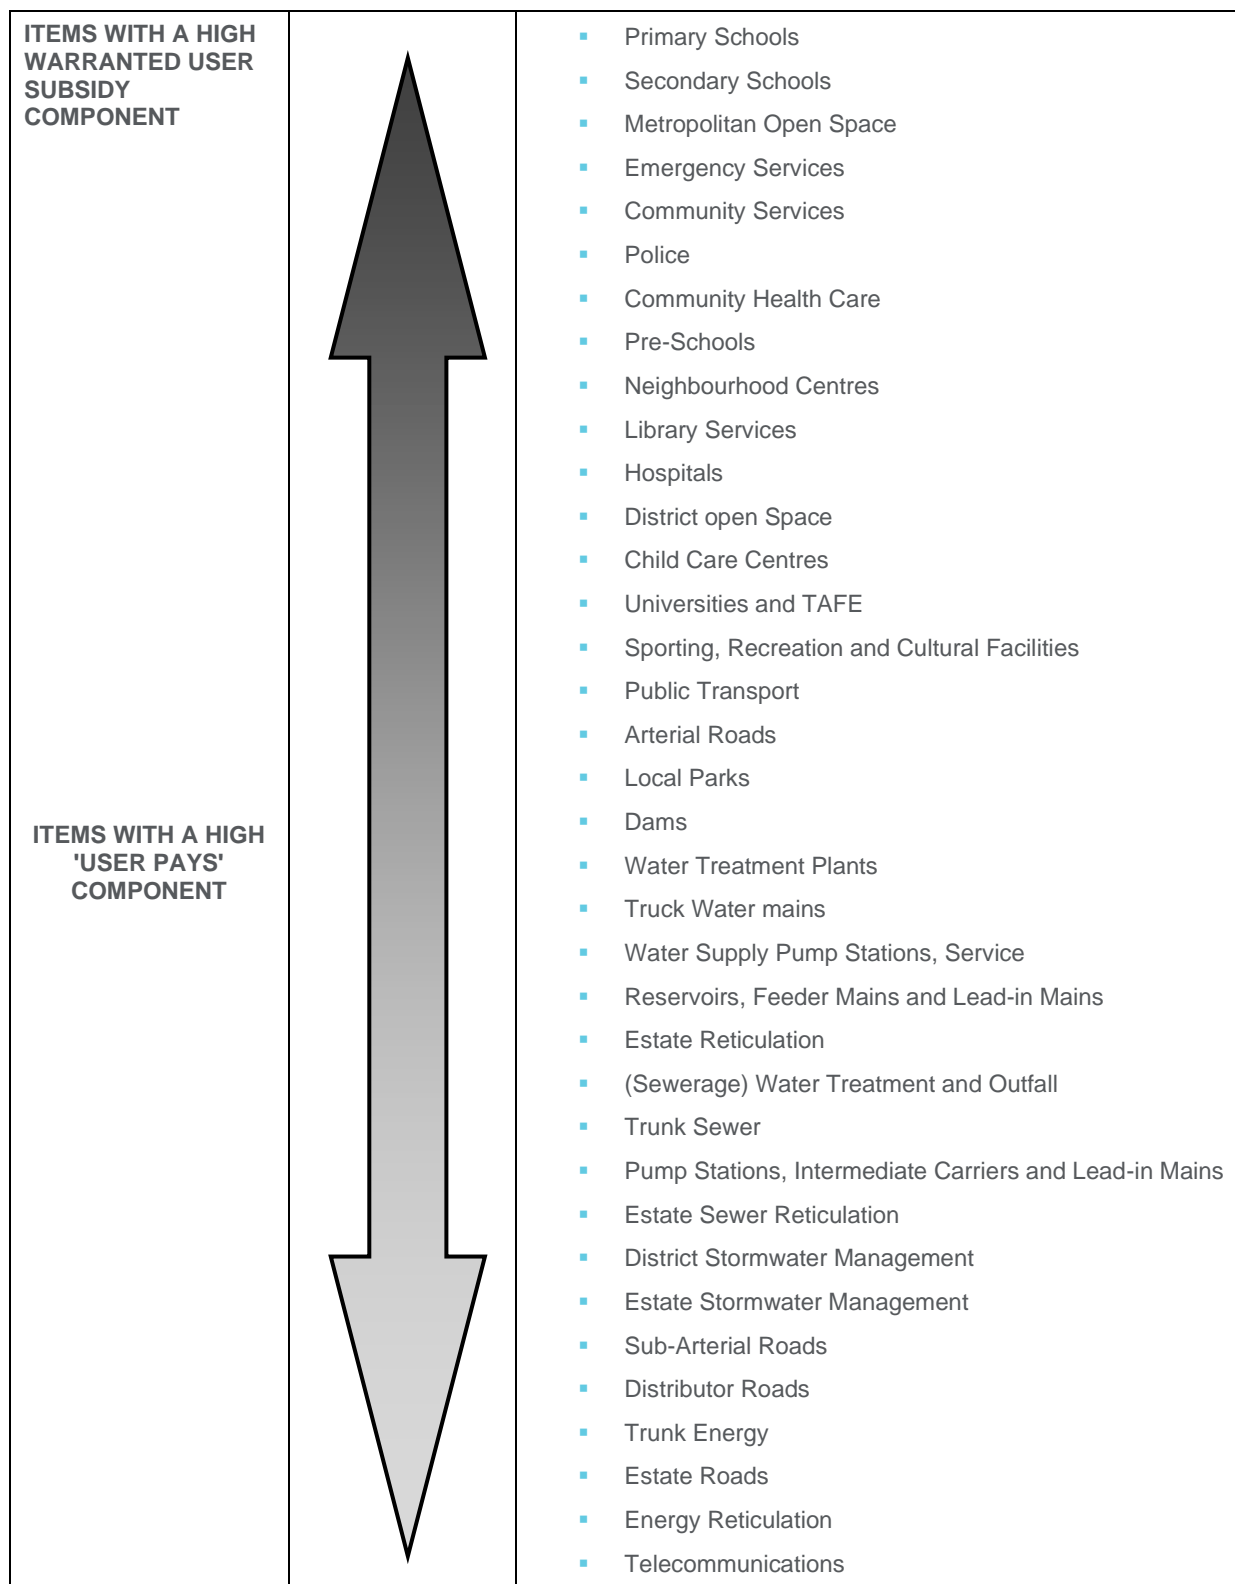 ITEMS WITH A HIGH
WARRANTED USER
SUBSIDY
COMPONENT
ITEMS WITH A HIGH
'USER PAYS'
COMPONENT
▪ Primary Schools
▪ Secondary Schools
▪ Metropolitan Open Space
▪ Emergency Services
▪ Community Services
▪ Police
▪ Community Health Care
▪ Pre-Schools
▪ Neighbourhood Centres
▪ Library Services
▪ Hospitals
▪ District open Space
▪ Child Care Centres
▪ Universities and TAFE
▪ Sporting, Recreation and Cultural Facilities
▪ Public Transport
▪ Arterial Roads
▪ Local Parks
▪ Dams
▪ Water Treatment Plants
▪ Truck Water mains
▪ Water Supply Pump Stations, Service
▪ Reservoirs, Feeder Mains and Lead-in Mains
▪ Estate Reticulation
▪ (Sewerage) Water Treatment and Outfall
▪ Trunk Sewer
▪ Pump Stations, Intermediate Carriers and Lead-in Mains
▪ Estate Sewer Reticulation
▪ District Stormwater Management
▪ Estate Stormwater Management
▪ Sub-Arterial Roads
▪ Distributor Roads
▪ Trunk Energy
▪ Estate Roads
▪ Energy Reticulation
▪ Telecommunications